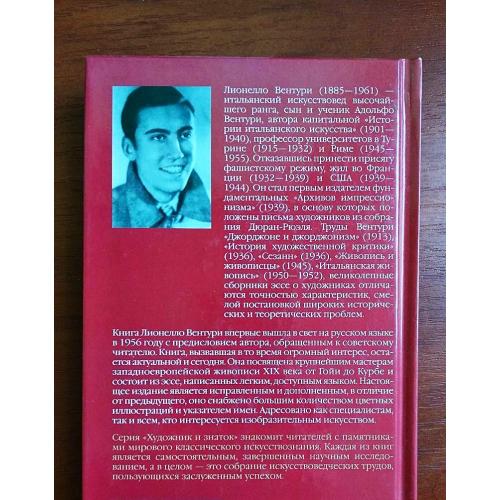 Лионелло Вентури (1885—1961) —
итальянский искусствовед высочай-
шего ранга, сын и ученик Адольфо
Вентури, автора капитальной «Исто-
рии итальянского искусства» (1901—
1940), профессор университетов в Ту-
рине (1915—1932) и Риме (1945—
1955). Отказавшись принести присягу
фашистскому режиму, жил во Фран-
ции (1932—1939) и США (1939—
1944). Он стал первым издателем фун-
даментальных «Архивов импрессио-
низма» (1939), в основу которых по-
ложены письма художников из собра-
ния Дюран-Рюэля. Труды Вентури
«Джорджоне и джорджонизм» (1913),
«История художественной критики»
(1936), «Сезанн» (1936), «Живопись и
живописцы» (1945), «Итальянская жи-
вопись» (1950—1952), великолепные
сборники эссе о художниках отлича-
ются точностью характеристик, сме-
лой постановкой широких историчес-
ких и теоретических проблем.
Книга Лионелло Вентури впервые вышла в свет на русском языке
в 1956 году с предисловием автора, обращенным к советскому
читателю. Книга, вызвавшая в то время огромный интерес, оста-
ется актуальной и сегодня. Она посвящена крупнейшим мастерам
западноевропейской живописи XIX века от Гойи до Курбе и
состоит из эссе, написанных легким, доступным языком. Настоя-
щее издание является исправленным и дополненным, в отличие
от предыдущего, оно снабжено большим количеством цветных
иллюстраций и указателем имен. Адресовано как специалистам,
так и всем, кто интересуется изобразительным искусством.
Серия «Художник и знаток» знакомит читателей с памятника-
ми мирового классического искусствознания. Каждая из книг
является самостоятельным, завершенным научным исследо-
ванием, а в целом — это собрание искусствоведческих трудов,
пользующихся заслуженным успехом.